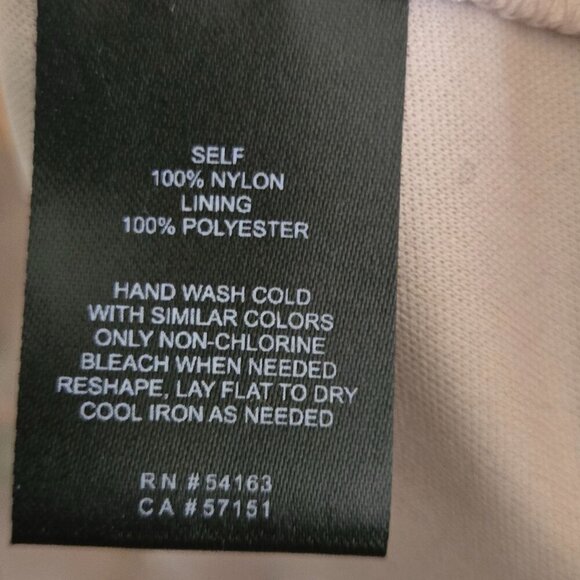 SELF
100% NYLON
LINING
100% POLYESTER
HAND WASH COLD
WITH SIMILAR COLORS
ONLY NON-CHLORINE
BLEACH WHEN NEEDED
RESHAPE, LAY FLAT TO DRY
COOL IRON AS NEEDED
RN #54163
CA #57151